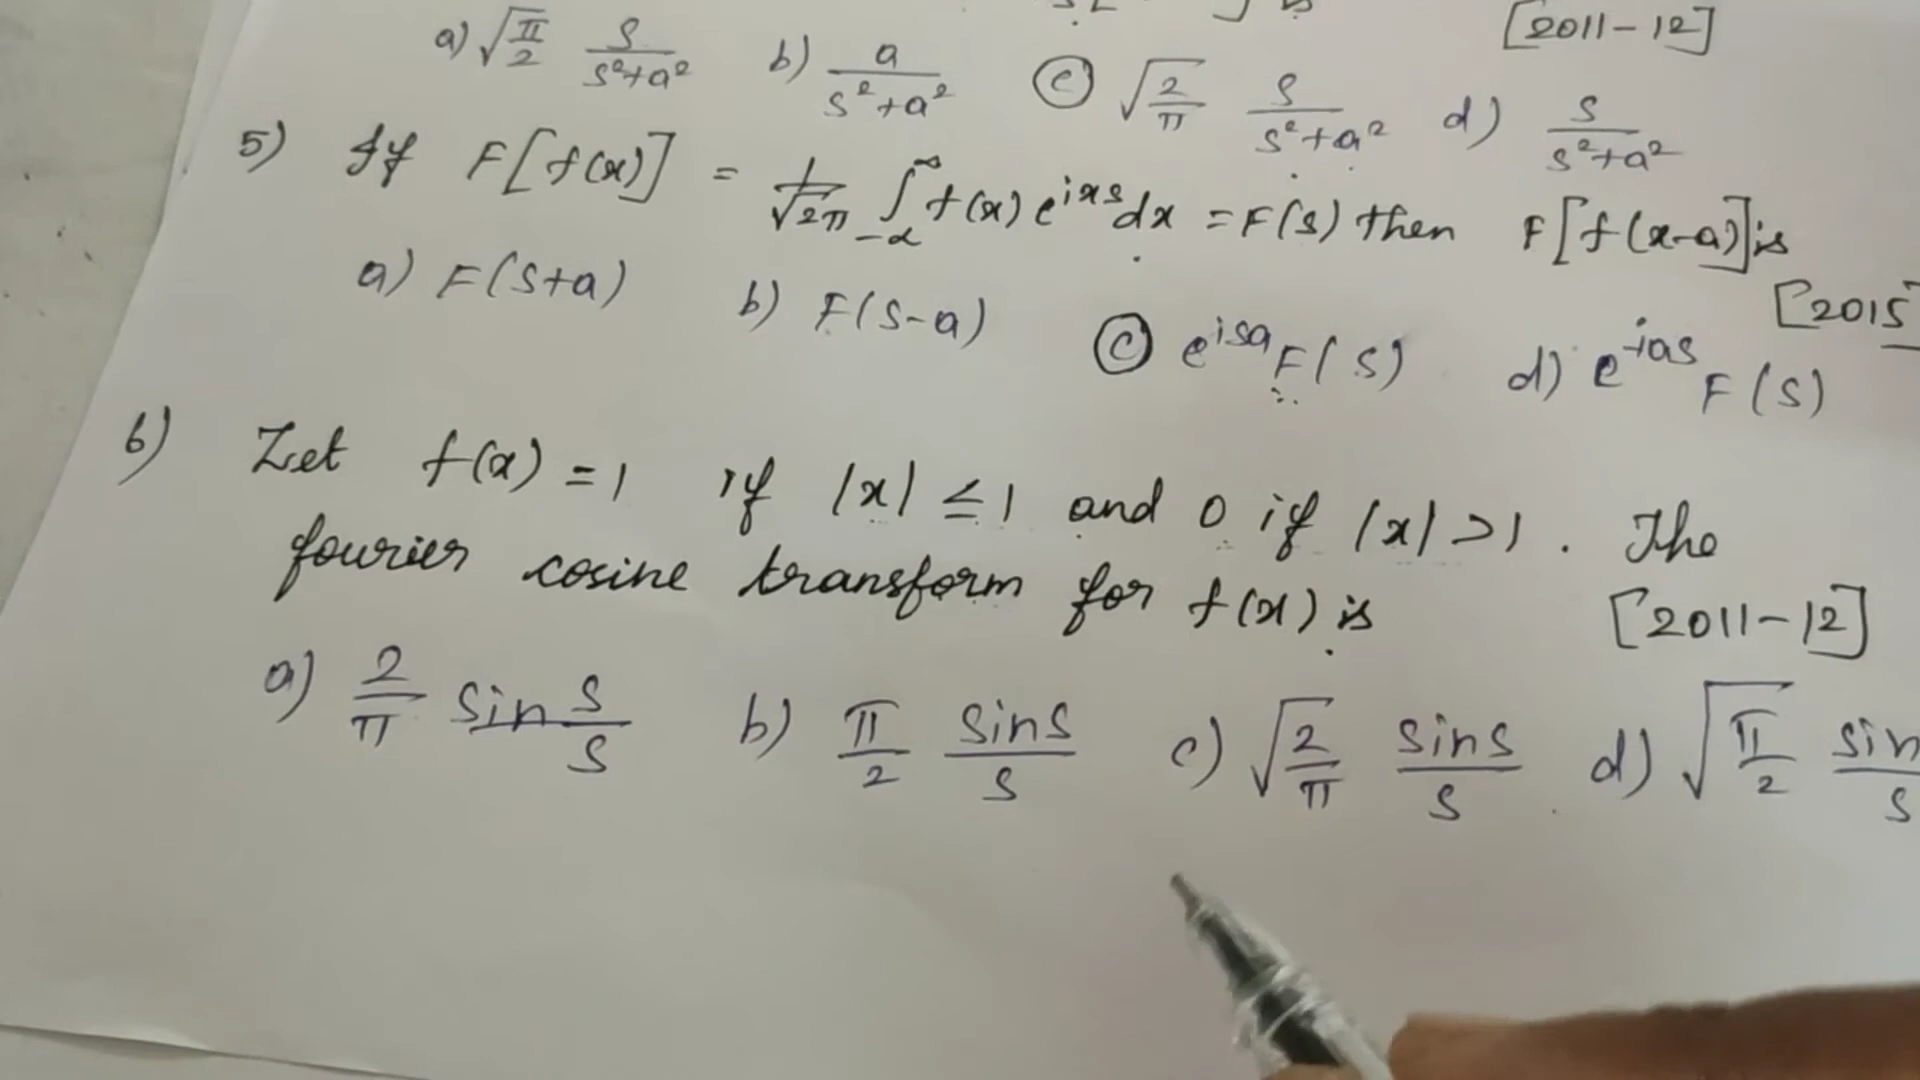 [2011-12]
a) √π/2 s/s²+a² b) a/s²+a² c) √2/π s/s²+a² d) s/s²+a²
5) If F[f(x)] = 1/√2π ∫_-∞^∞ f(x) e^ixs dx = F(s) then F[f(x-a)] is
[2015]
a) F(s+a) b) F(s-a) c) e^isa F(s) d) e^-ias F(s)
6) Let f(x) = 1 if |x| ≤ 1 and 0 if |x| > 1. The
fourier cosine transform for f(x) is [2011-12]
a) 2/π sin s/s b) π/2 sins/s c) √2/π sins/s d) √π/2 sin/s